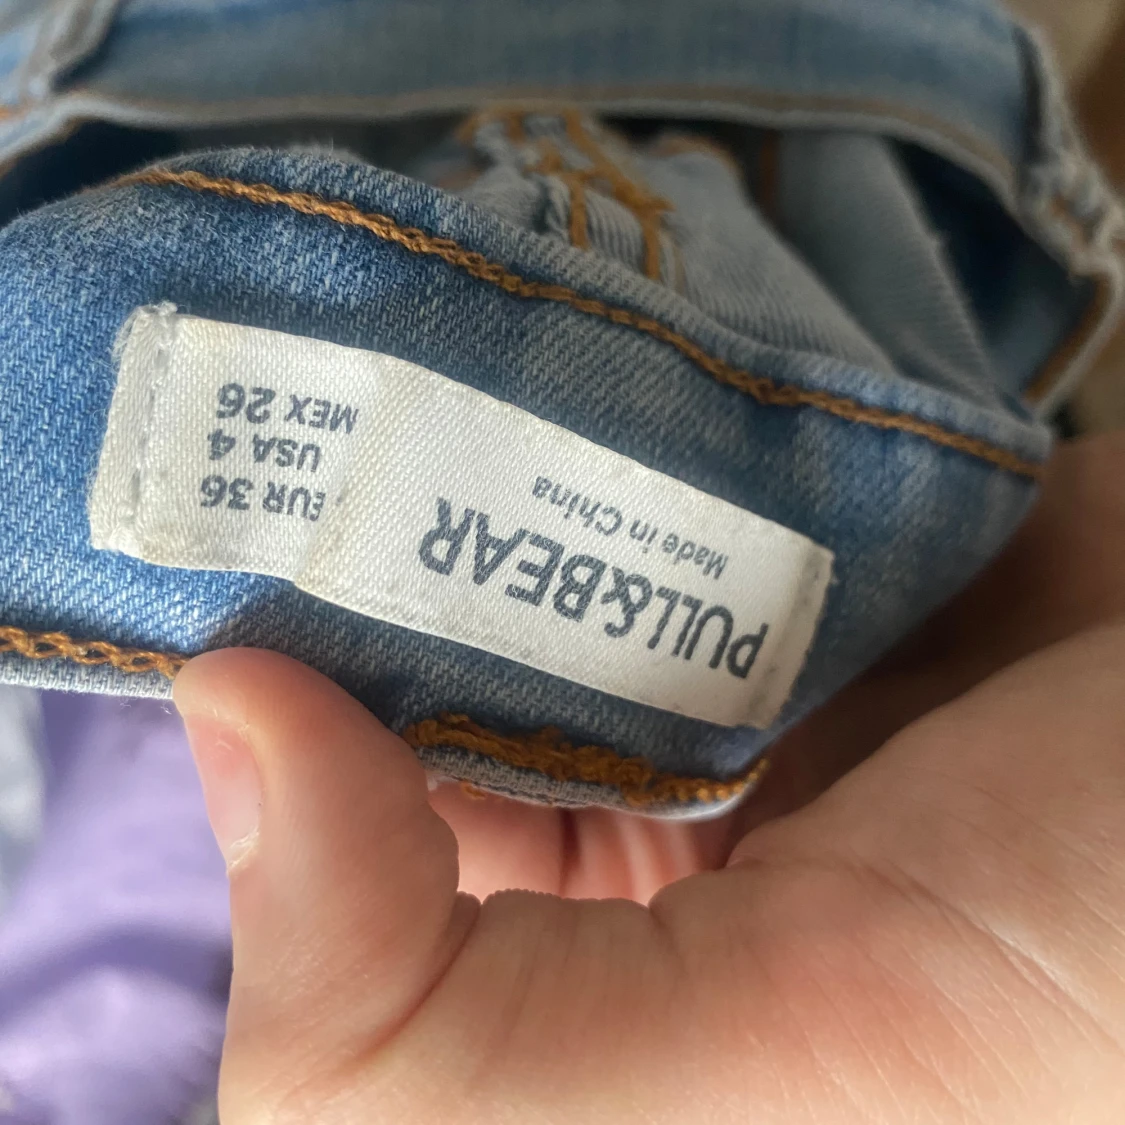 PULL&BEAR
Made in China
EUR 36
USA 4
MEX 26